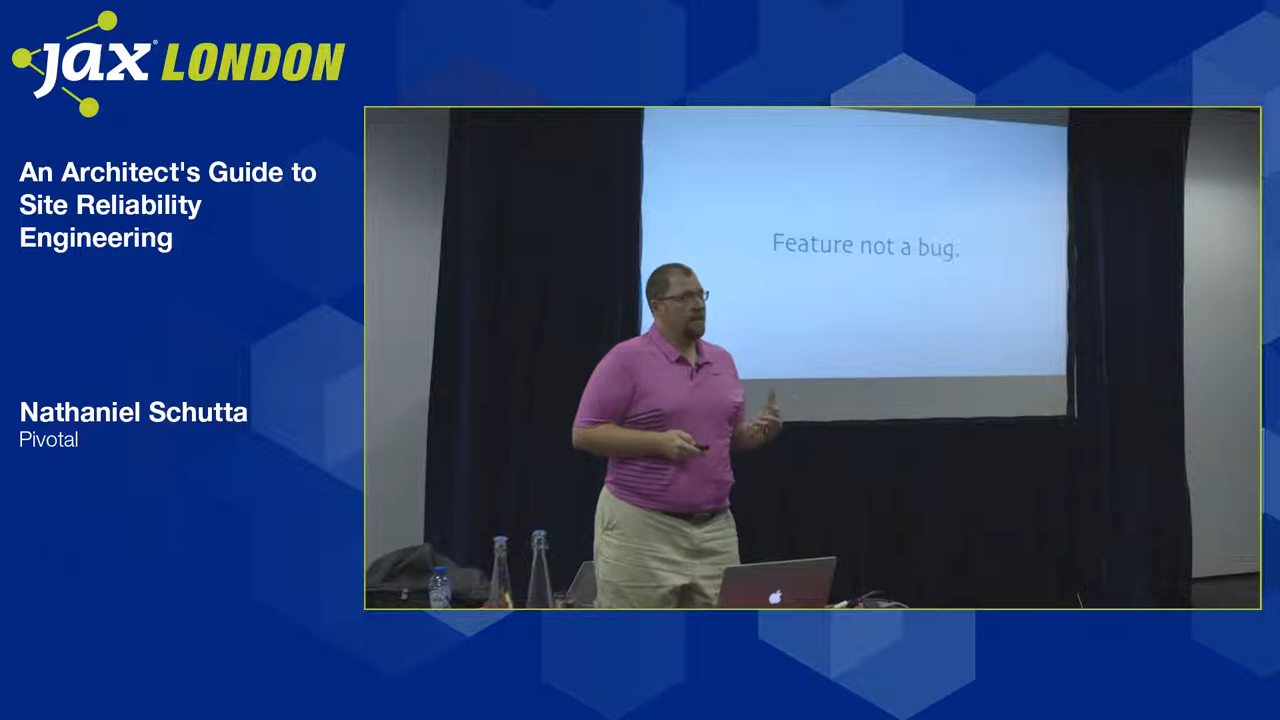 jax LONDON
An Architect's Guide to
Site Reliability
Engineering
Nathaniel Schutta
Pivotal
Feature not a bug.